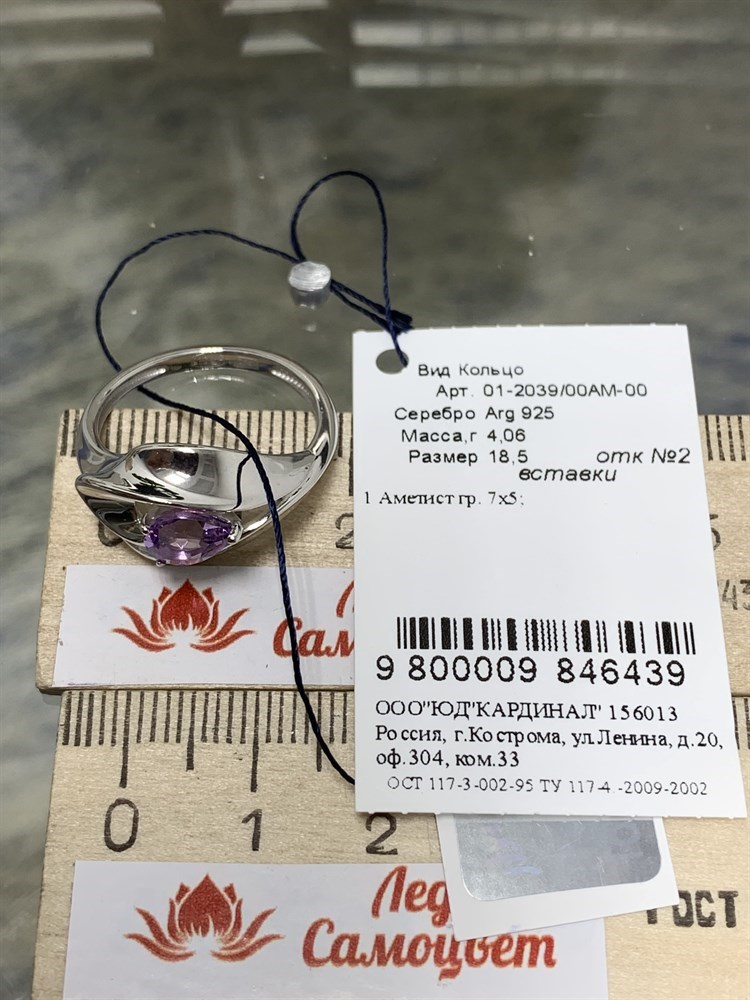 Вид Кольцо
Арт. 01-2039/00АМ-00
Серебро Arg 925
Масса,г 4,06
Размер 18,5 отк №2
вставки
1 Аметист гр. 7х5;
9 800009 846439
ООО"ЮД"КАРДИНАЛ" 156013
Россия, г.Кострома, ул.Ленина, д.20,
оф.304, ком.33
ОСТ 117-3-002-95 ТУ 117-4.-2009-2002
0 1 2
ГОСТ
Самоцвет